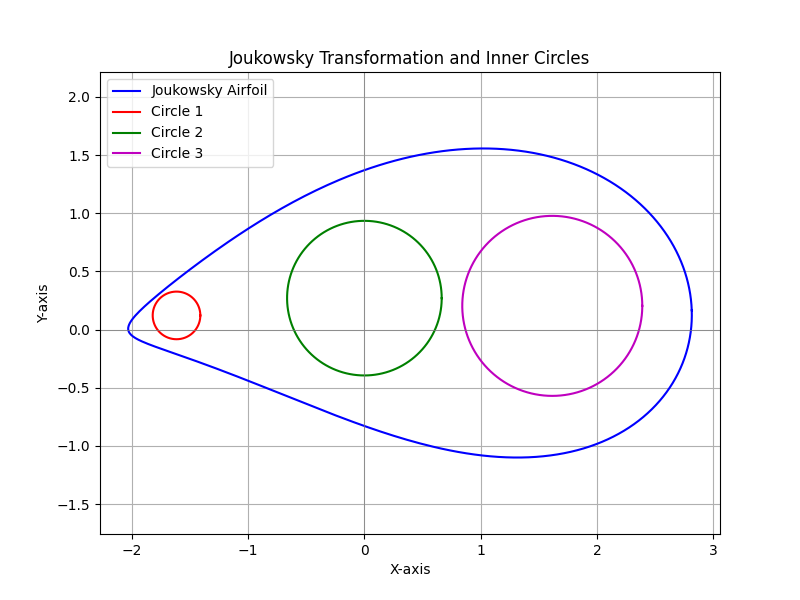 Joukowsky Transformation and Inner Circles
Joukowsky Airfoil
Circle 1
Circle 2
Circle 3
2.0
1.5
1.0
0.5
0.0
−0.5
−1.0
−1.5
Y-axis
−2
−1
0
1
2
3
X-axis